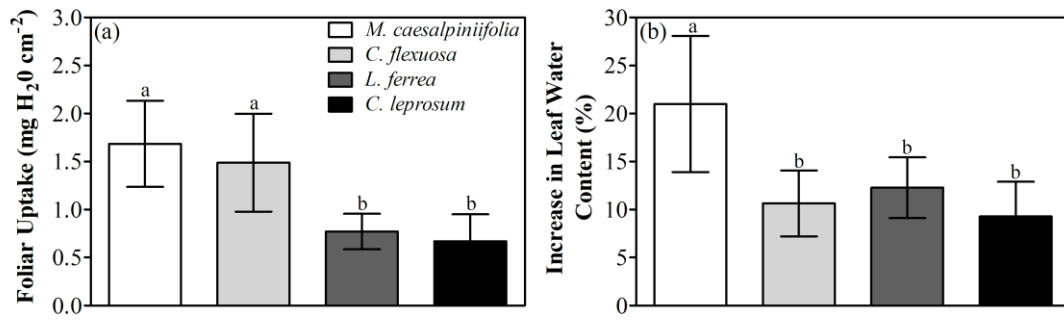 (a)
Foliar Uptake (mg H₂0 cm⁻²)
3.0
2.5
2.0
1.5
1.0
0.5
0.0
a
a
b
b
M. caesalpiniifolia
C. flexuosa
L. ferrea
C. leprosum
(b)
Increase in Leaf Water
Content (%)
30
25
20
15
10
5
0
a
b
b
b